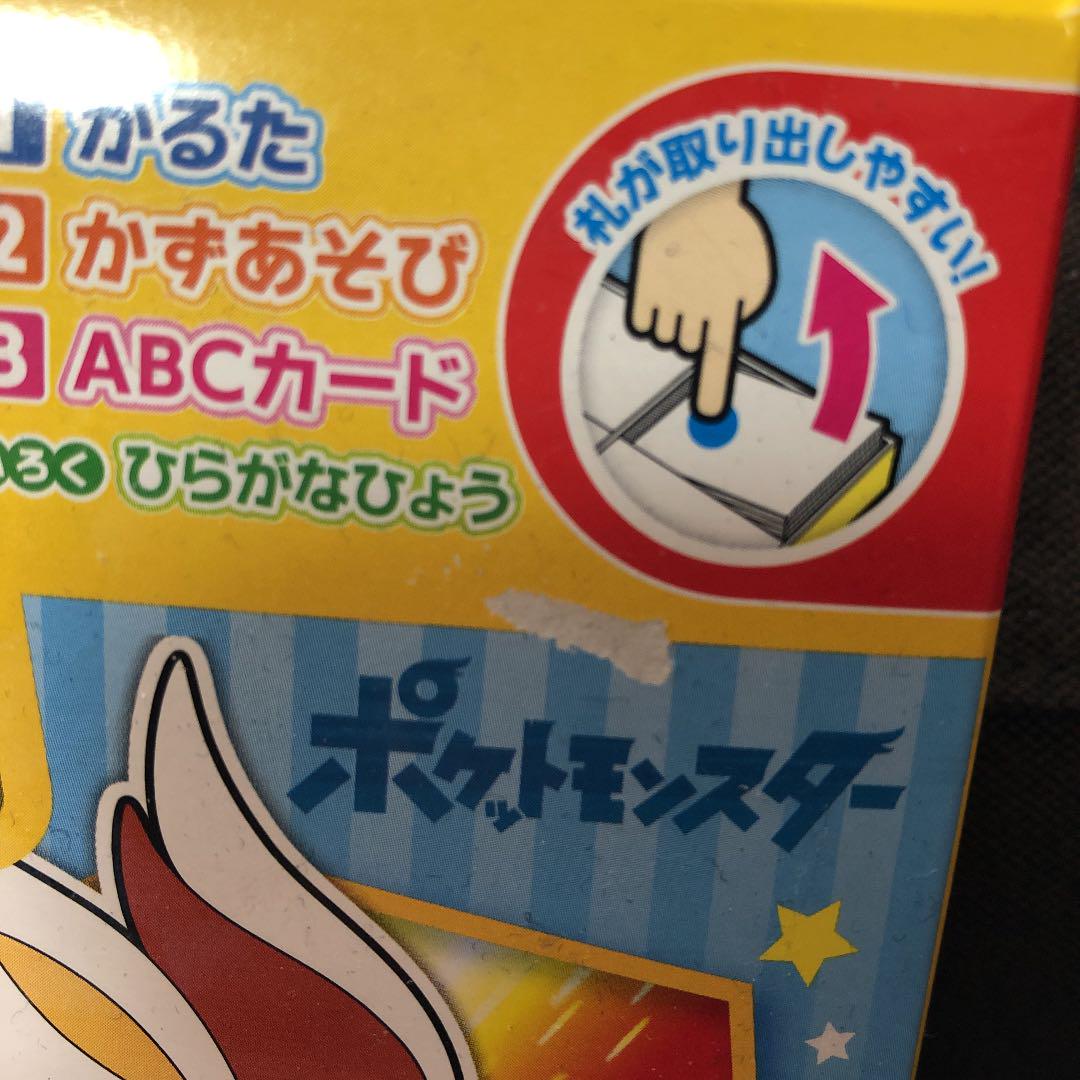 1 かるた
2 かずあそび
3 ABCカード
ろく ひらがなひょう
札が取り出しやすい!
ポケットモンスター